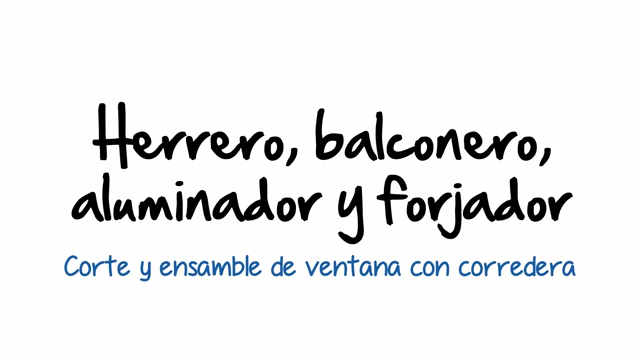 Herrero, balconero,
aluminador y forjador
Corte y ensamble de ventana con corredera